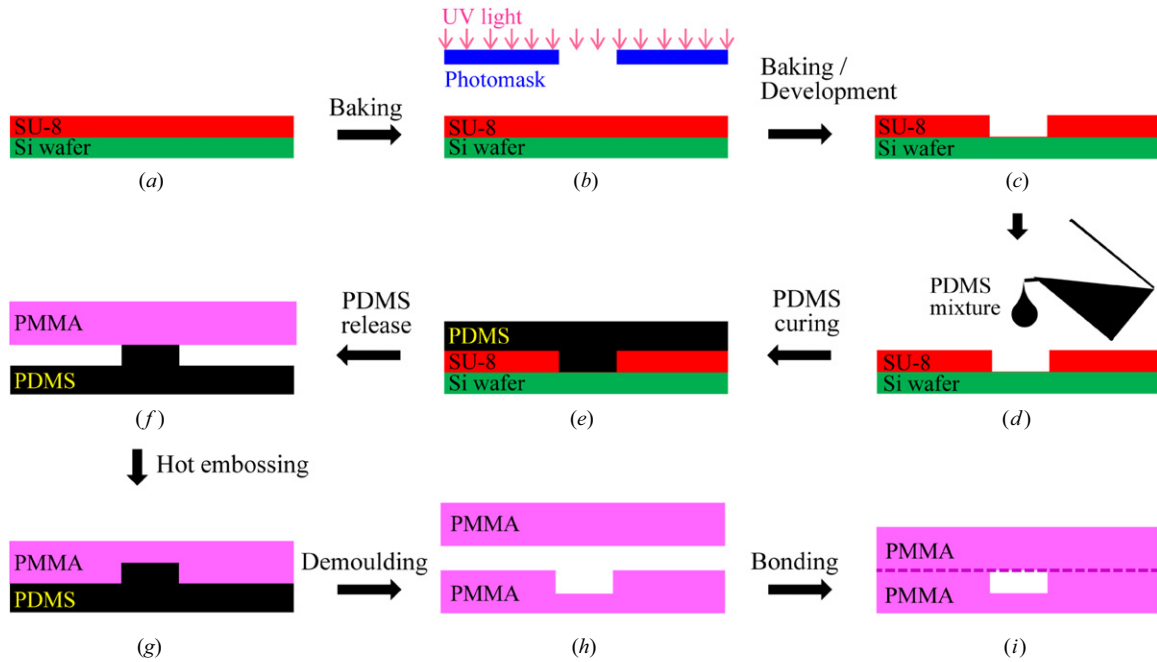 UV light
Photomask
SU-8
Si wafer
(a)
Baking
SU-8
Si wafer
(b)
Baking /
Development
SU-8
Si wafer
(c)
PMMA
PDMS
(f)
PDMS
release
PDMS
SU-8
Si wafer
(e)
PDMS
curing
PDMS
mixture
SU-8
Si wafer
(d)
Hot embossing
PMMA
PDMS
(g)
Demoulding
PMMA
PMMA
(h)
Bonding
PMMA
PMMA
(i)